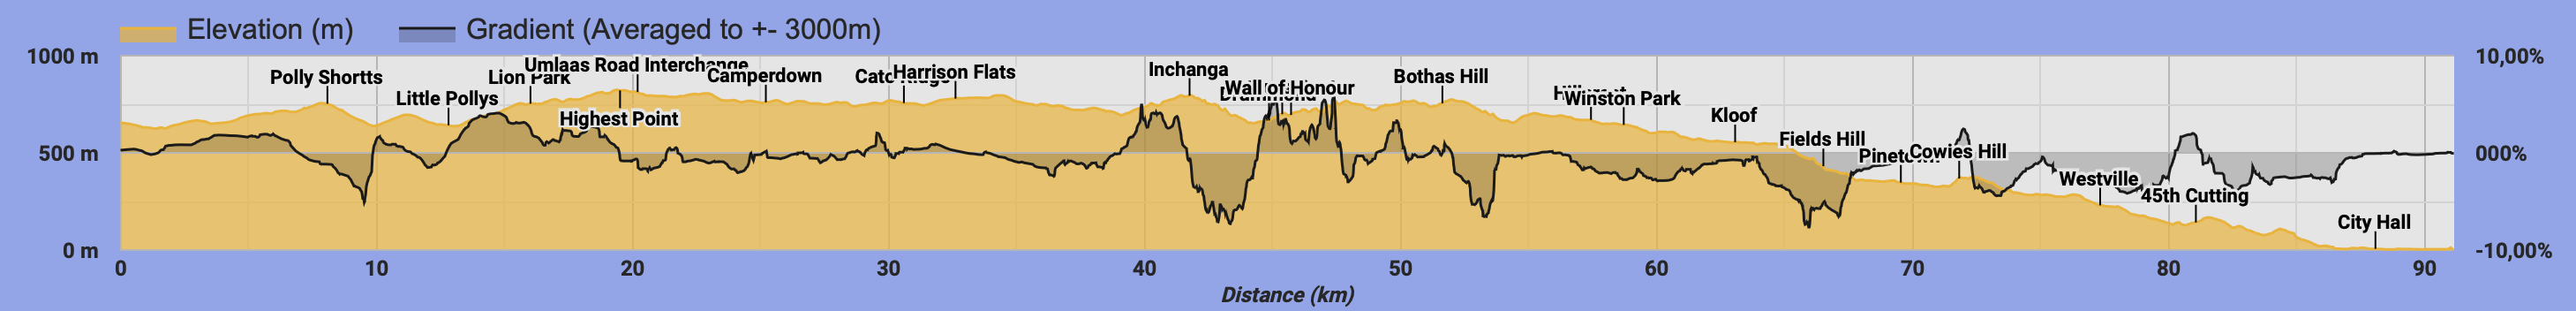 Elevation (m) Gradient (Averaged to +- 3000m)
1000 m
500 m
0 m
10,00%
000%
-10,00%
Polly Shortts
Little Pollys
Lion Park
Umlaas Road Interchange
Highest Point
Camperdown
Harrison Flats
Inchanga
Wall of Honour
Bothas Hill
Winston Park
Kloof
Fields Hill
Cowies Hill
Westville
45th Cutting
City Hall
0 10 20 30 40 50 60 70 80 90
Distance (km)